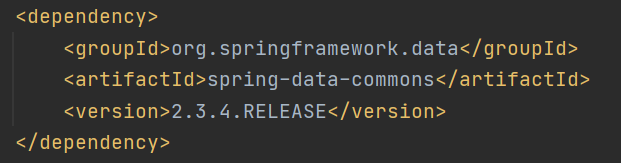 <dependency>
    <groupId>org.springframework.data</groupId>
    <artifactId>spring-data-commons</artifactId>
    <version>2.3.4.RELEASE</version>
</dependency>